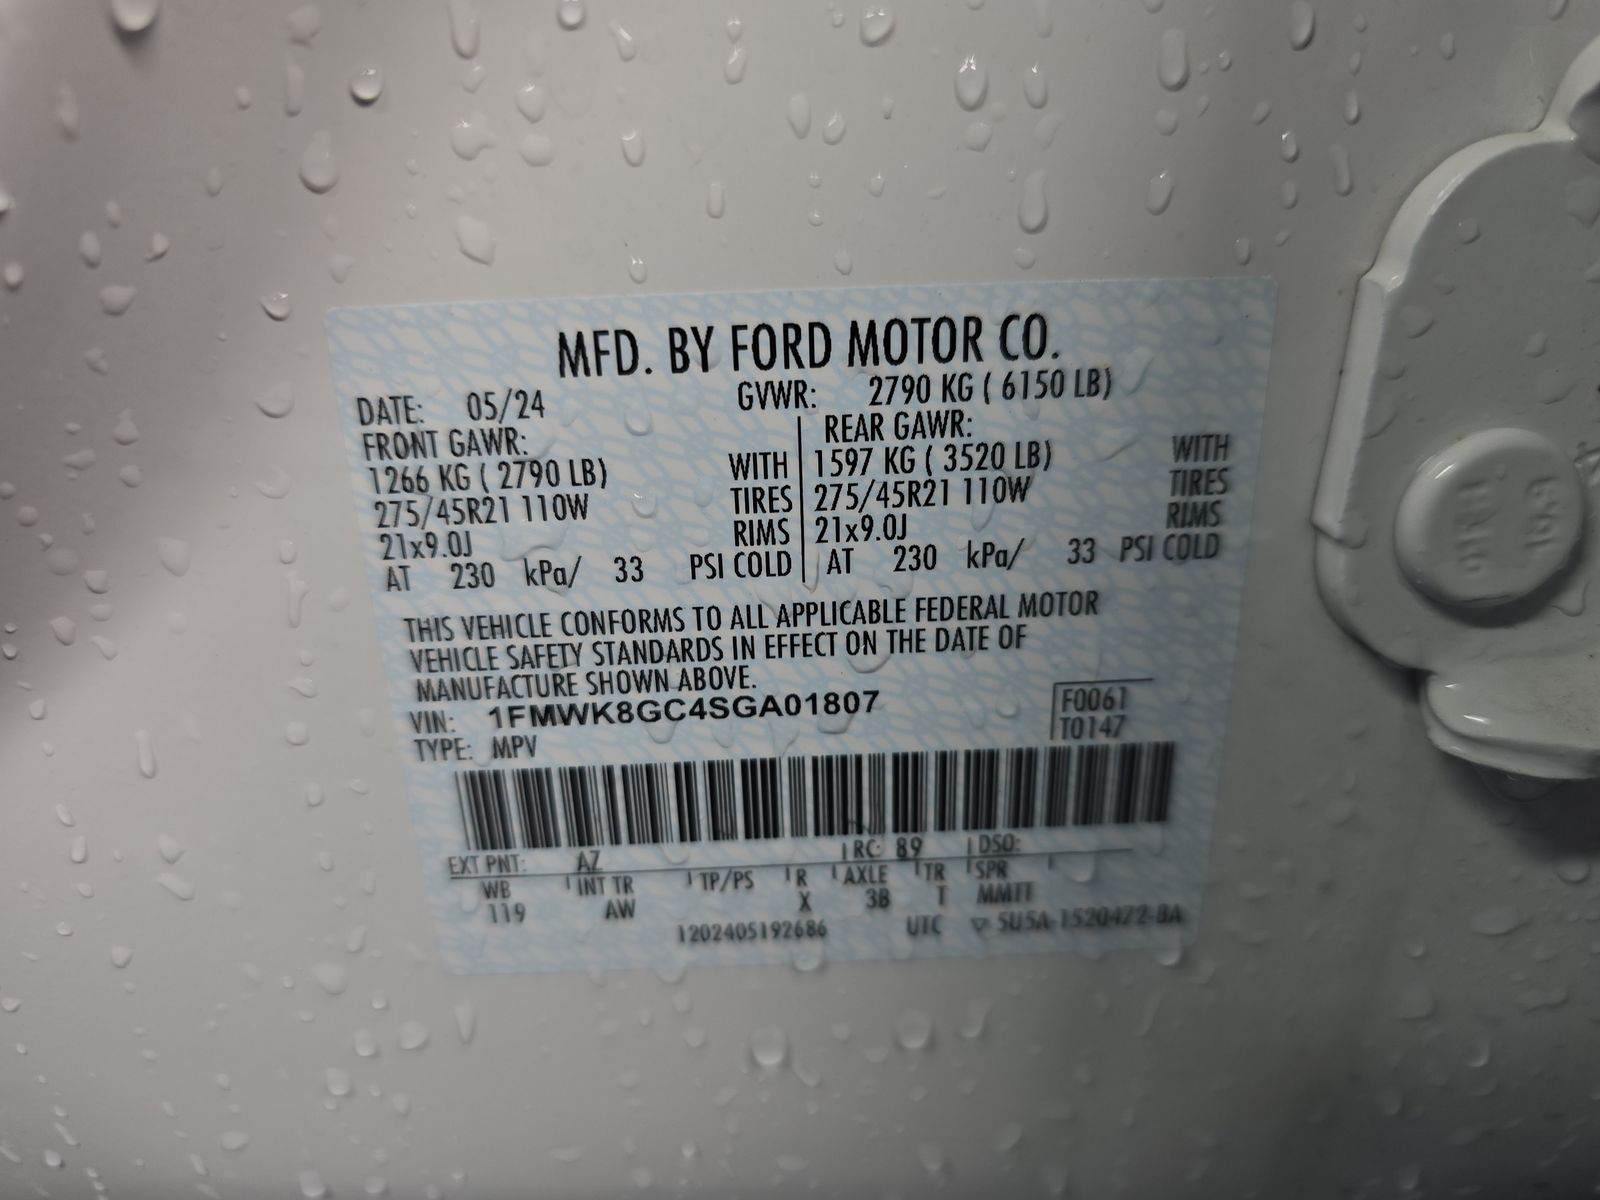 MFD. BY FORD MOTOR CO.
DATE: 05/24 GVWR: 2790 KG ( 6150 LB)
FRONT GAWR: REAR GAWR:
1266 KG ( 2790 LB) WITH 1597 KG ( 3520 LB) WITH
275/45R21 110W TIRES 275/45R21 110W TIRES
21x9.0J RIMS 21x9.0J RIMS
AT 230 kPa/ 33 PSI COLD AT 230 kPa/ 33 PSI COLD
THIS VEHICLE CONFORMS TO ALL APPLICABLE FEDERAL MOTOR
VEHICLE SAFETY STANDARDS IN EFFECT ON THE DATE OF
MANUFACTURE SHOWN ABOVE.
VIN: 1FMWK8GC4SGA01807 F0061
TYPE: MPV T0147
EXT PNT: AZ RC: 89 DSO:
WB INT TR TP/PS R AXLE TR SPR
119 AW X 3B T MMTT
1202405192686 UTC ▽ SU5A-1520472-BA